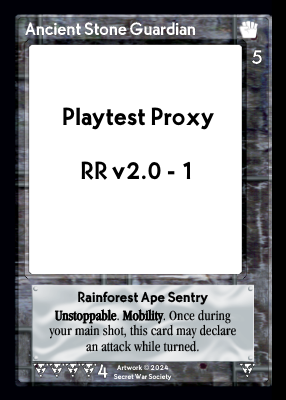 Ancient Stone Guardian
5
Playtest Proxy
RR v2.0 - 1
Rainforest Ape Sentry
Unstoppable. Mobility. Once during
your main shot, this card may declare
an attack while turned.
4
Artwork © 2024
Secret War Society